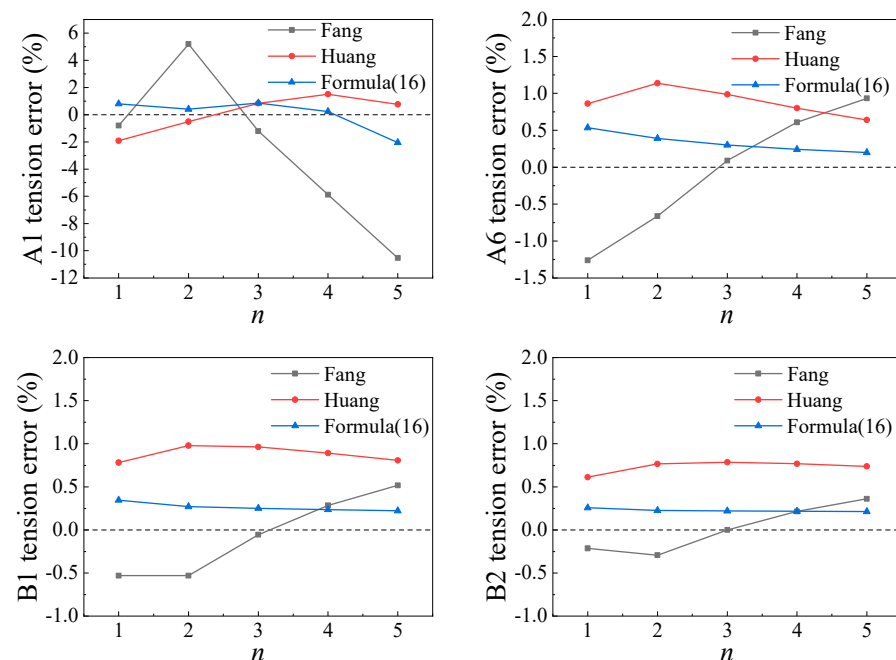 A1 tension error (%)
6
4
2
0
-2
-4
-6
-8
-10
-12
Fang
Huang
Formula(16)
1 2 3 4 5
n
A6 tension error (%)
2.0
1.5
1.0
0.5
0.0
-0.5
-1.0
-1.5
Fang
Huang
Formula(16)
1 2 3 4 5
n
B1 tension error (%)
2.0
1.5
1.0
0.5
0.0
-0.5
-1.0
Fang
Huang
Formula(16)
1 2 3 4 5
n
B2 tension error (%)
2.0
1.5
1.0
0.5
0.0
-0.5
-1.0
Fang
Huang
Formula(16)
1 2 3 4 5
n